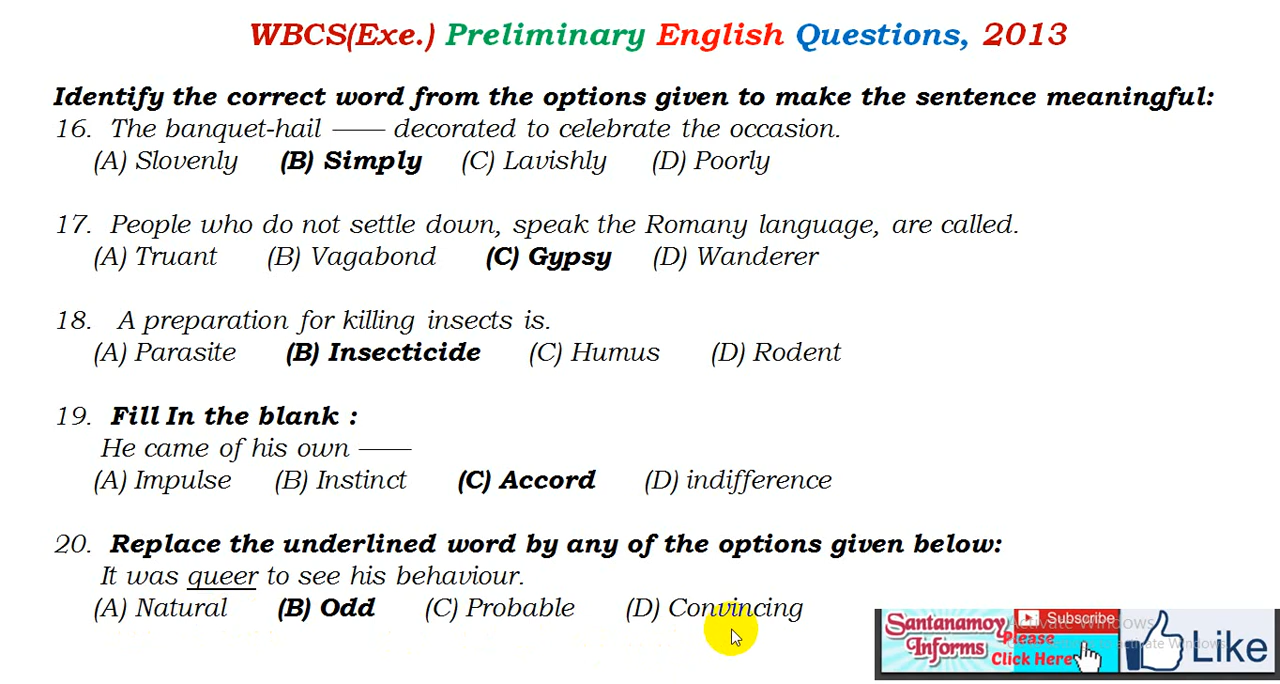 WBCS(Exe.) Preliminary English Questions, 2013
Identify the correct word from the options given to make the sentence meaningful:
16. The banquet-hail —— decorated to celebrate the occasion.
(A) Slovenly (B) Simply (C) Lavishly (D) Poorly
17. People who do not settle down, speak the Romany language, are called.
(A) Truant (B) Vagabond (C) Gypsy (D) Wanderer
18. A preparation for killing insects is.
(A) Parasite (B) Insecticide (C) Humus (D) Rodent
19. Fill In the blank :
He came of his own ——
(A) Impulse (B) Instinct (C) Accord (D) indifference
20. Replace the underlined word by any of the options given below:
It was queer to see his behaviour.
(A) Natural (B) Odd (C) Probable (D) Convincing
Santanamoy Informs
Subscribe
Please
Click Here
Like
Activate Windows